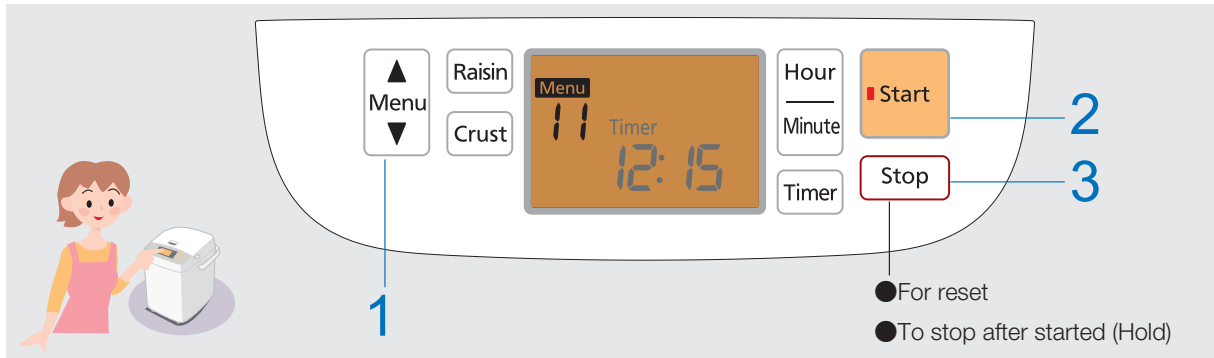 Menu
Raisin
Crust
Menu
11
Timer
12:15
Hour
Minute
Timer
Start
Stop
1
2
3
●For reset
●To stop after started (Hold)